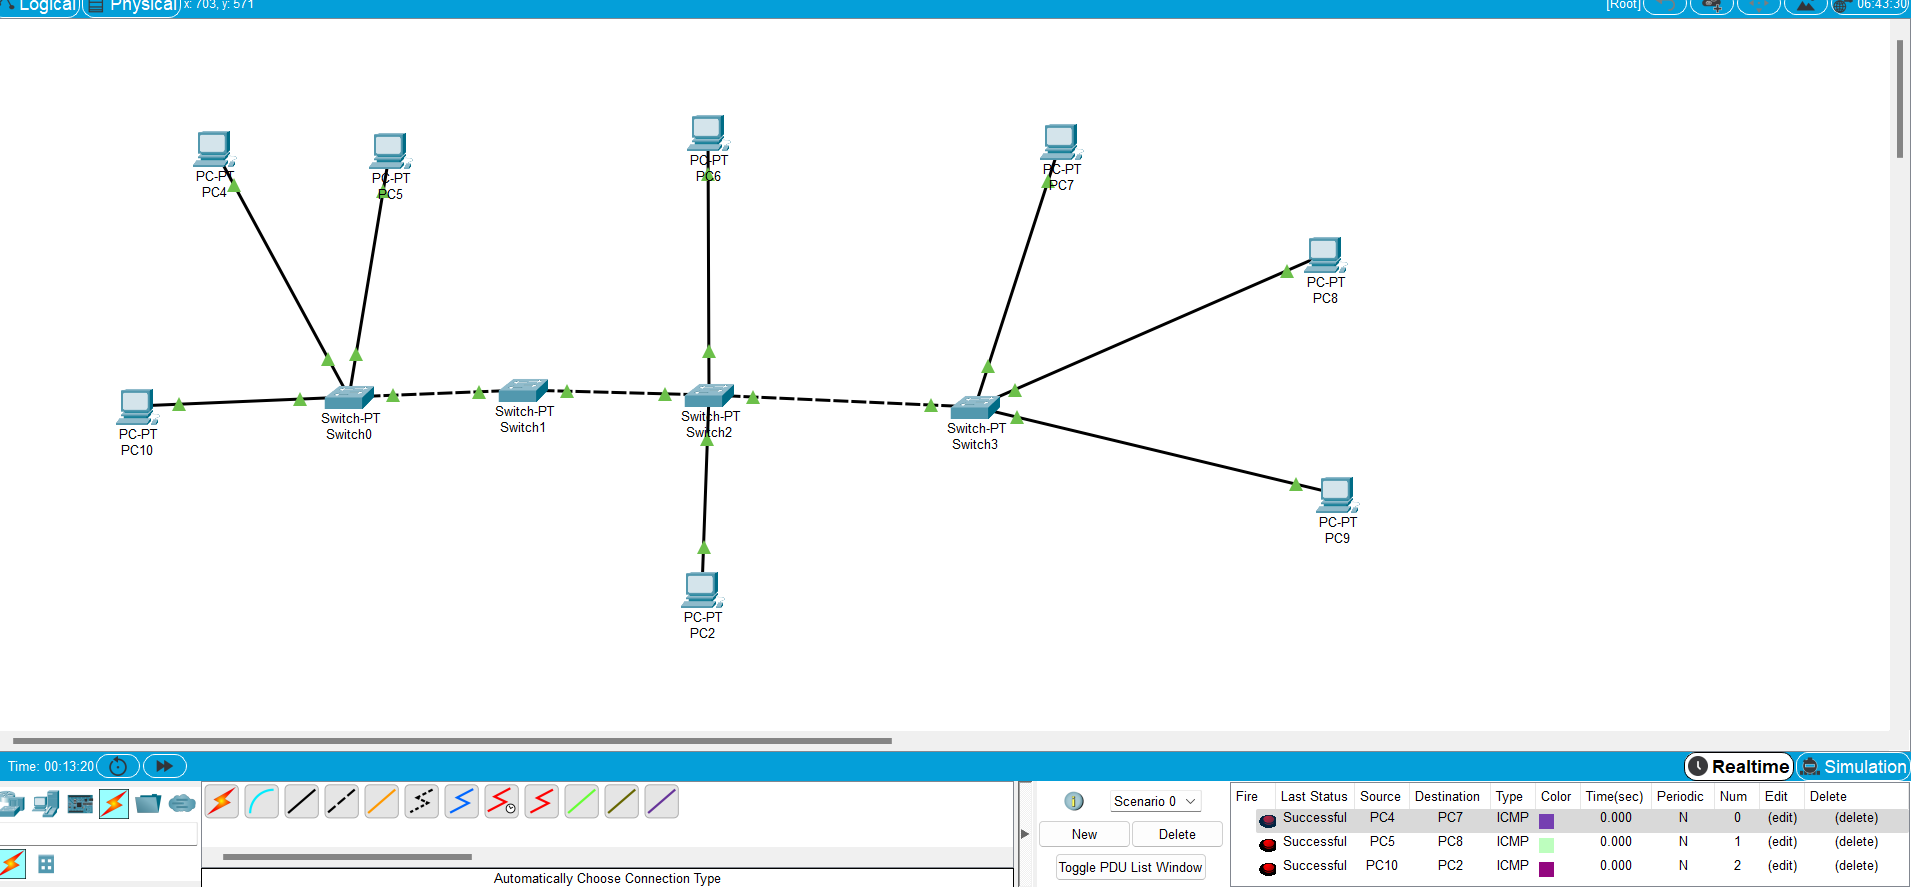 Logical Physical x: 703, y: 571 [Root] 06:43:30
PC-PT
PC4
PC-PT
PC5
PC-PT
PC6
PC-PT
PC7
PC-PT
PC8
PC-PT
PC10
Switch-PT
Switch0
Switch-PT
Switch1
Switch-PT
Switch2
Switch-PT
Switch3
PC-PT
PC9
PC-PT
PC2
Time: 00:13:20
Realtime Simulation
Automatically Choose Connection Type
Scenario 0
New Delete
Toggle PDU List Window
Fire Last Status Source Destination Type Color Time(sec) Periodic Num Edit Delete
Successful PC4 PC7 ICMP 0.000 N 0 (edit) (delete)
Successful PC5 PC8 ICMP 0.000 N 1 (edit) (delete)
Successful PC10 PC2 ICMP 0.000 N 2 (edit) (delete)